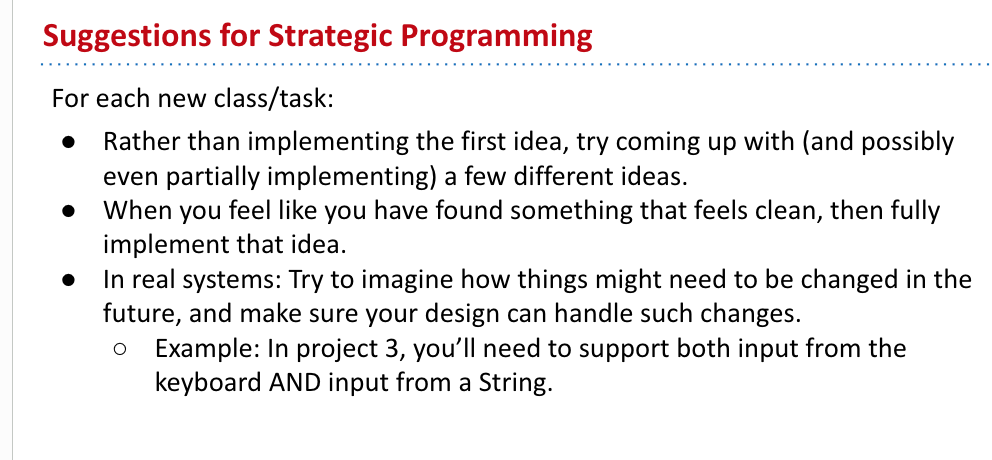 Suggestions for Strategic Programming
For each new class/task:
● Rather than implementing the first idea, try coming up with (and possibly
even partially implementing) a few different ideas.
● When you feel like you have found something that feels clean, then fully
implement that idea.
● In real systems: Try to imagine how things might need to be changed in the
future, and make sure your design can handle such changes.
○ Example: In project 3, you’ll need to support both input from the
keyboard AND input from a String.